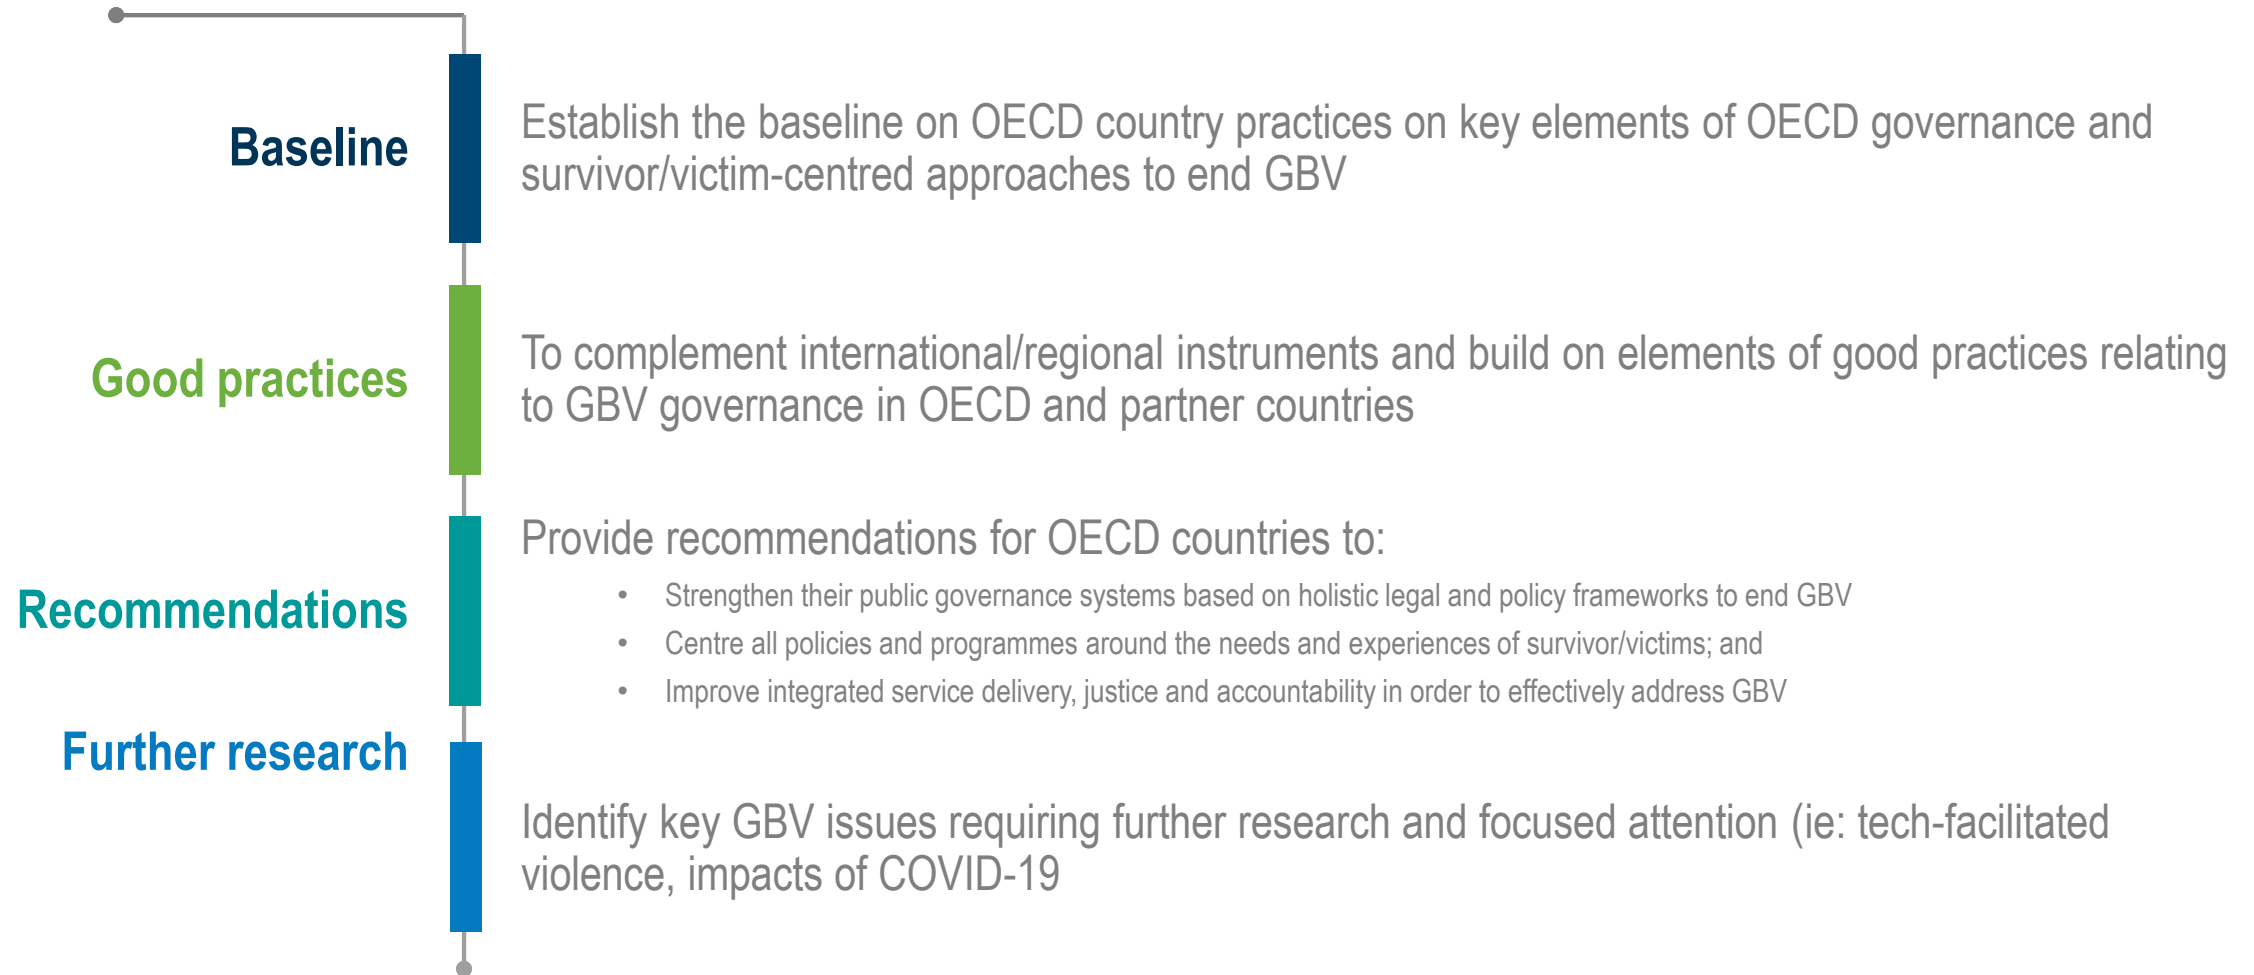 Baseline
Establish the baseline on OECD country practices on key elements of OECD governance and
survivor/victim-centred approaches to end GBV
Good practices
To complement international/regional instruments and build on elements of good practices relating
to GBV governance in OECD and partner countries
Recommendations
Provide recommendations for OECD countries to:
• Strengthen their public governance systems based on holistic legal and policy frameworks to end GBV
• Centre all policies and programmes around the needs and experiences of survivor/victims; and
• Improve integrated service delivery, justice and accountability in order to effectively address GBV
Further research
Identify key GBV issues requiring further research and focused attention (ie: tech-facilitated
violence, impacts of COVID-19